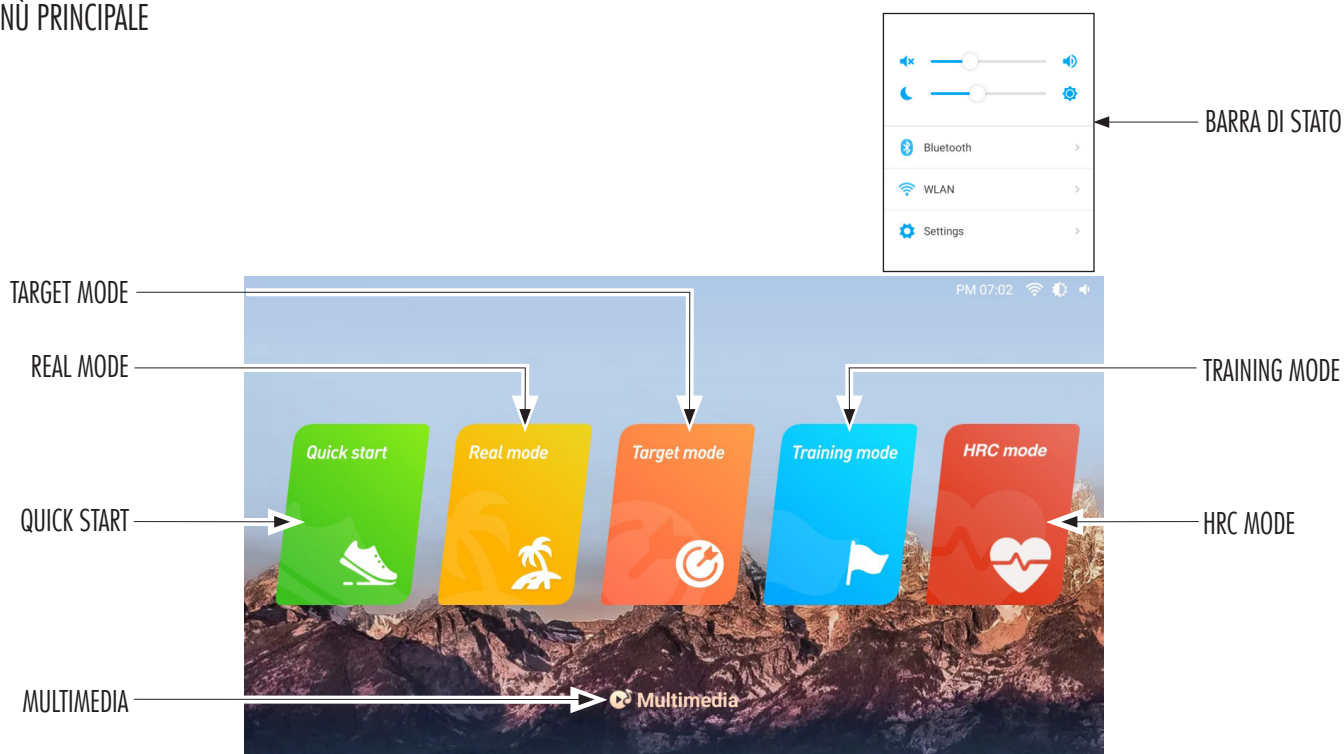 NÙ PRINCIPALE
BARRA DI STATO
Bluetooth
WLAN
Settings
TARGET MODE
PM 07:02
REAL MODE
TRAINING MODE
Quick start
Real mode
Target mode
Training mode
HRC mode
QUICK START
HRC MODE
MULTIMEDIA
Multimedia